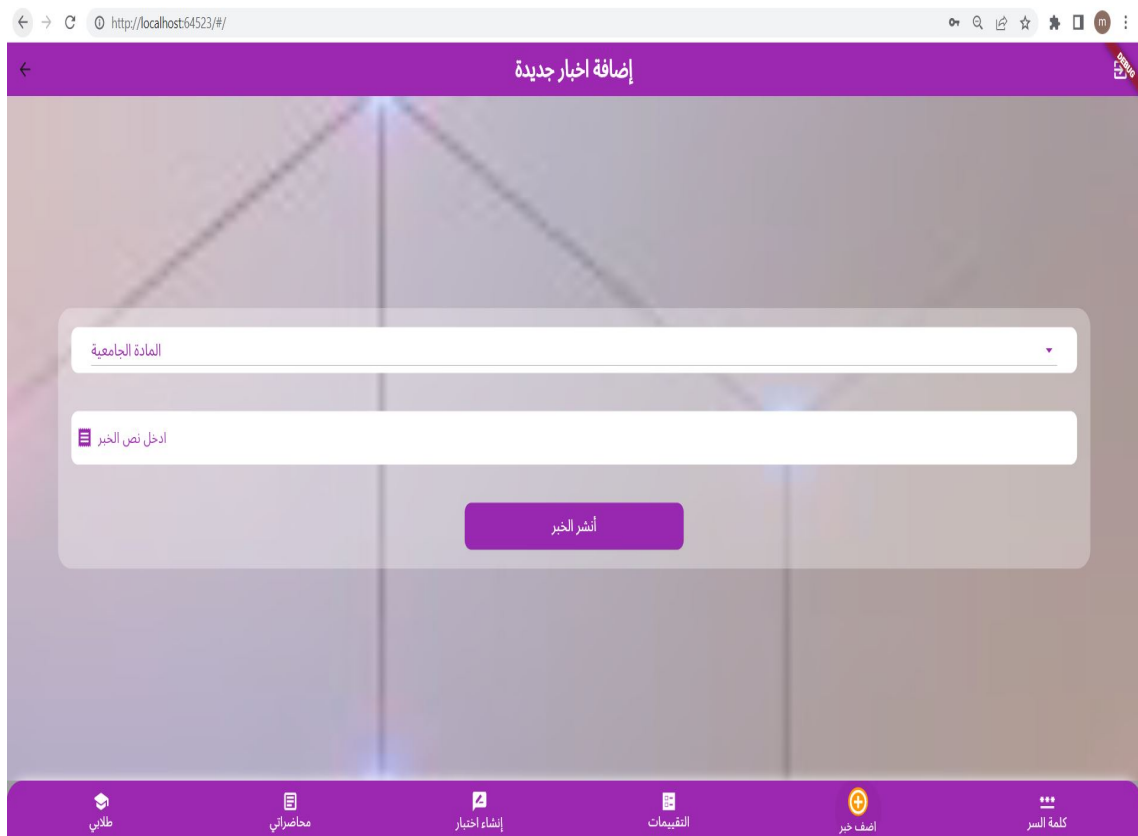 http://localhost:64523/#/
m
إضافة اخبار جديدة
DEBUG
المادة الجامعية
ادخل نص الخبر
أنشر الخبر
طلابي
محاضراتي
إنشاء اختبار
التقييمات
اضف خبر
كلمة السر